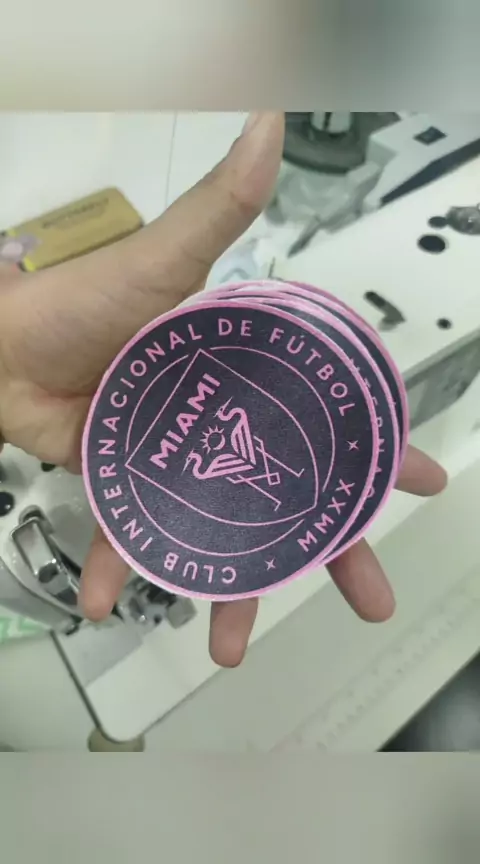 CLUB INTERNACIONAL DE FÚTBOL
MIAMI
MMXX